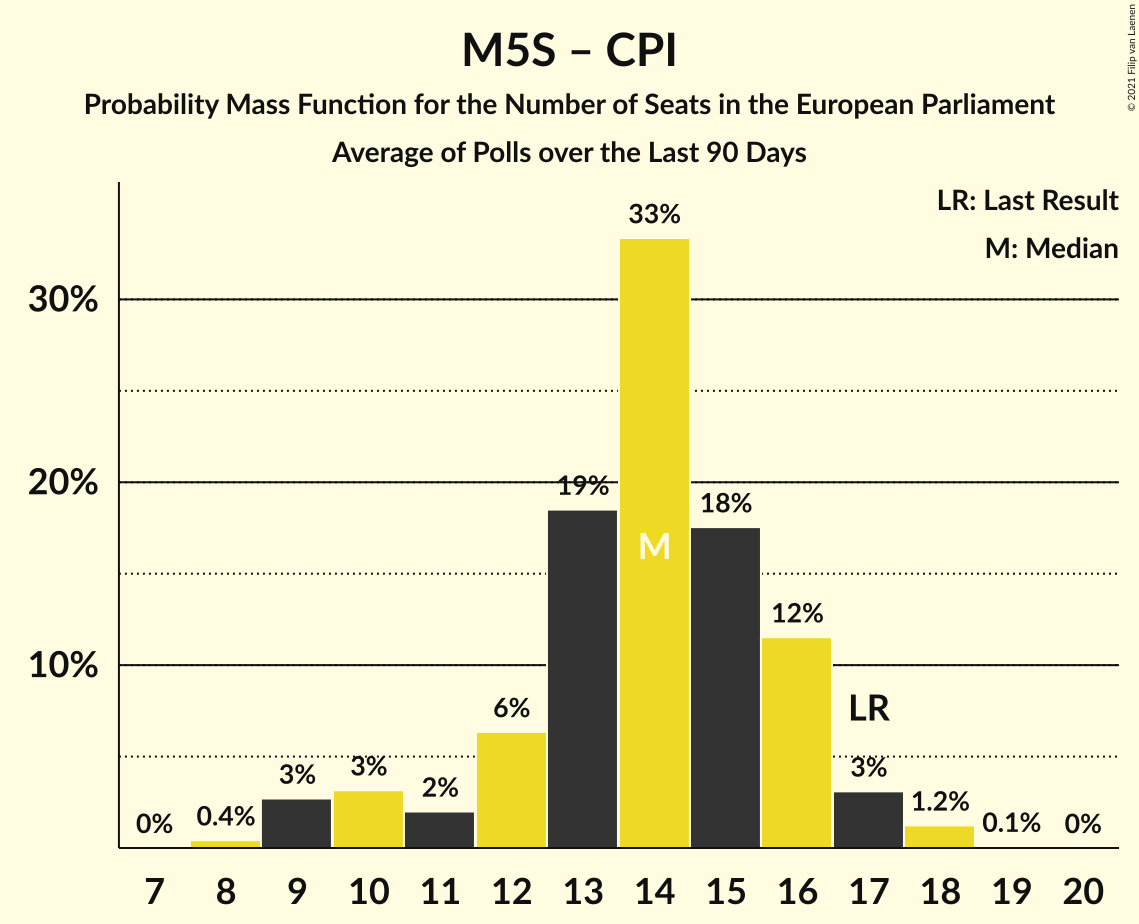 M5S – CPI
Probability Mass Function for the Number of Seats in the European Parliament
Average of Polls over the Last 90 Days
© 2021 Filip van Laenen
LR: Last Result
M: Median
30%
20%
10%
0%
0.4%
3%
3%
2%
6%
19%
33%
M
18%
12%
LR
3%
1.2%
0.1%
0%
7 8 9 10 11 12 13 14 15 16 17 18 19 20